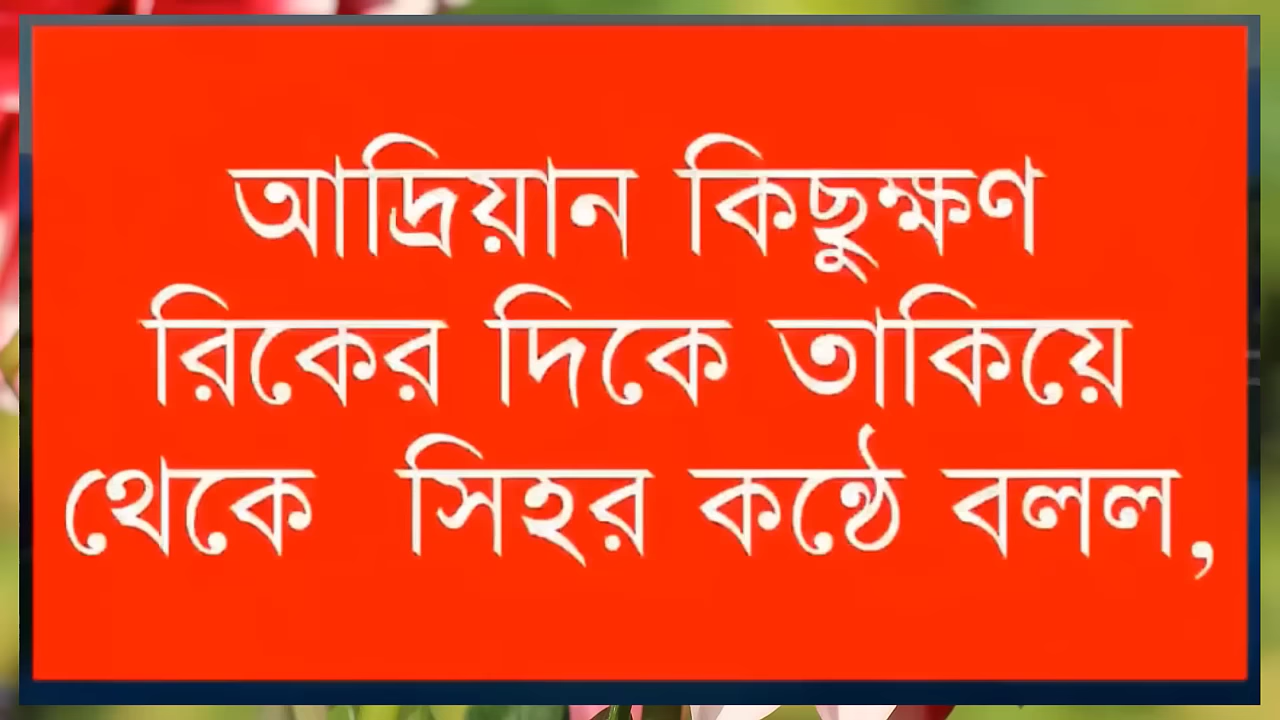 আদ্রিয়ান কিছুক্ষণ
রিকের দিকে তাকিয়ে
থেকে সিহর কণ্ঠে বলল,